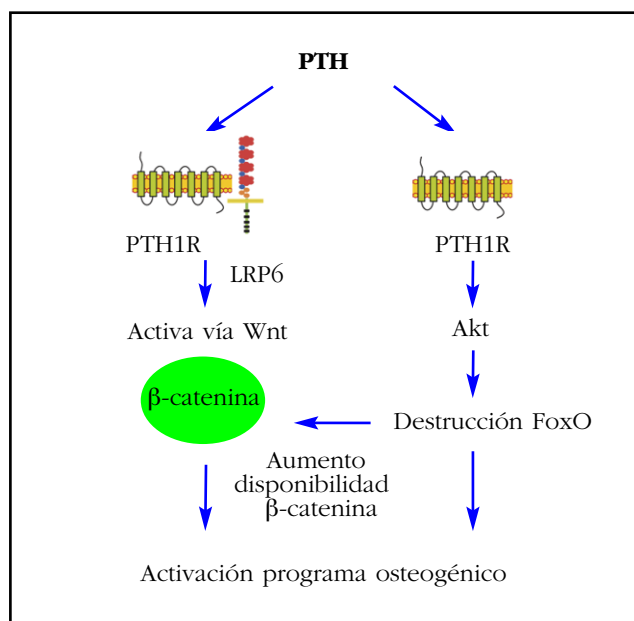 PTH
PTH1R
LRP6
PTH1R
Activa vía Wnt
Akt
β-catenina
Destrucción FoxO
Aumento
disponibilidad
β-catenina
Activación programa osteogénico